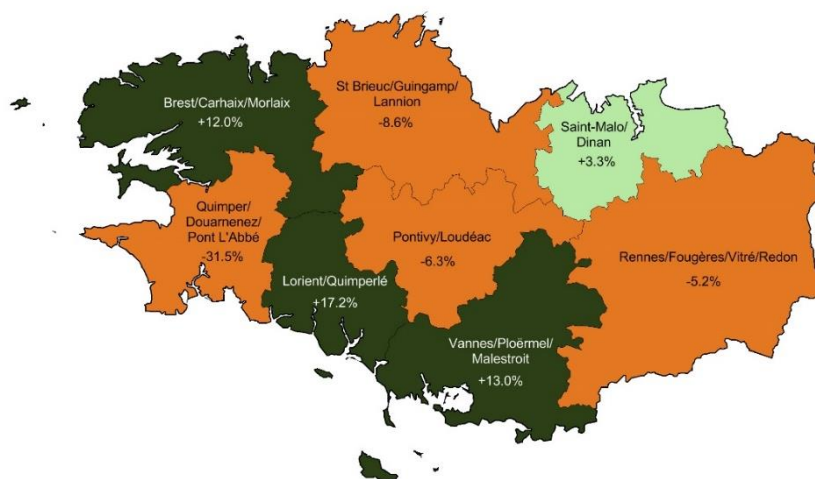 Brest/Carhaix/Morlaix
+12.0%
St Brieuc/Guingamp/
Lannion
-8.6%
Saint-Malo/
Dinan
+3.3%
Quimper/
Douarnenez/
Pont L'Abbé
-31.5%
Lorient/Quimperlé
+17.2%
Pontivy/Loudéac
-6.3%
Rennes/Fougères/Vitré/Redon
-5.2%
Vannes/Ploërmel/
Malestroit
+13.0%